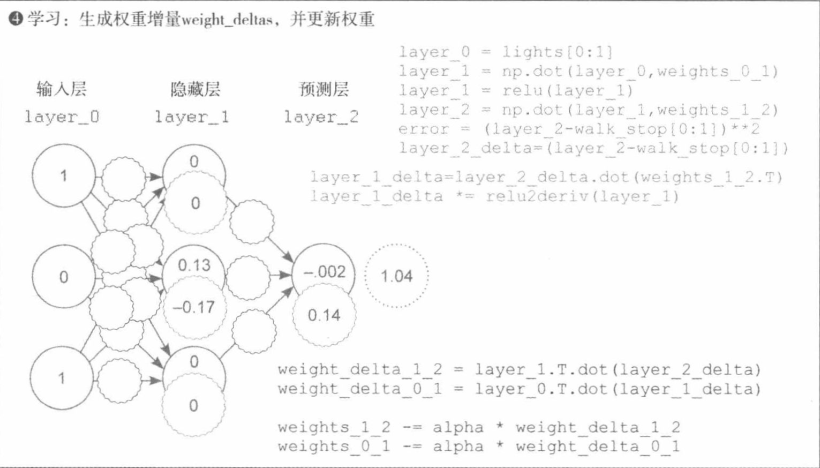 ❹学习：生成权重增量weight_deltas，并更新权重
layer_0 = lights[0:1]
layer_1 = np.dot(layer_0,weights_0_1)
layer_1 = relu(layer_1)
layer_2 = np.dot(layer_1,weights_1_2)
error = (layer_2-walk_stop[0:1])**2
layer_2_delta=(layer_2-walk_stop[0:1])
layer_1_delta=layer_2_delta.dot(weights_1_2.T)
layer_1_delta *= relu2deriv(layer_1)
输入层 隐藏层 预测层
layer_0 layer_1 layer_2
1
0
0
0
0.13
-0.17
-.002
0.14
1.04
1
0
0
weight_delta_1_2 = layer_1.T.dot(layer_2_delta)
weight_delta_0_1 = layer_0.T.dot(layer_1_delta)
weights_1_2 -= alpha * weight_delta_1_2
weights_0_1 -= alpha * weight_delta_0_1